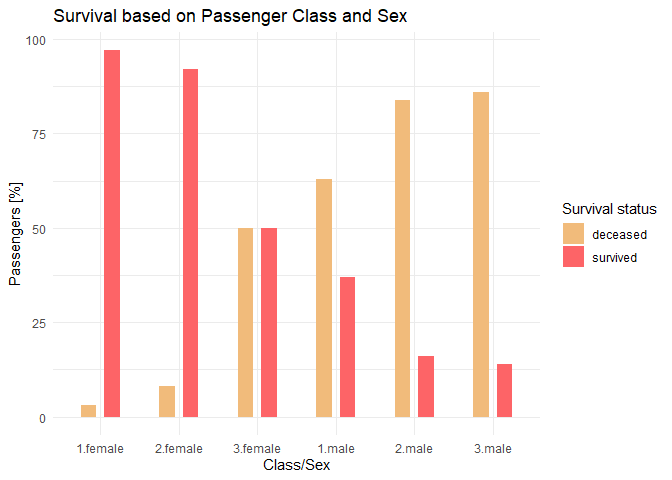 Survival based on Passenger Class and Sex
100
75
50
25
0
Passengers [%]
1.female 2.female 3.female 1.male 2.male 3.male
Class/Sex
Survival status
deceased
survived